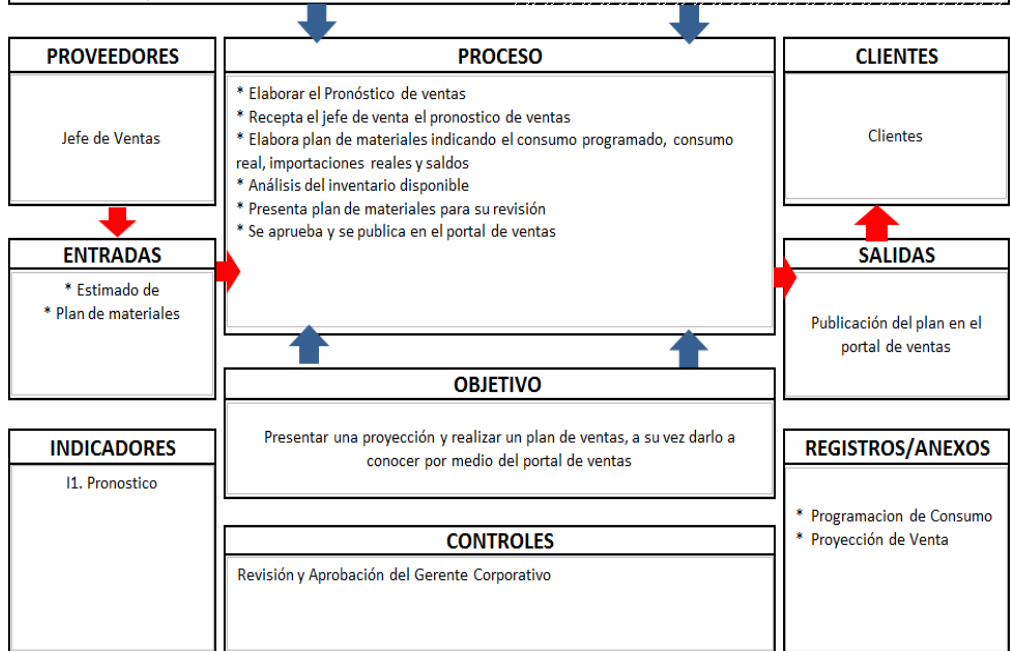 PROVEEDORES
Jefe de Ventas
PROCESO
* Elaborar el Pronóstico de ventas
* Recepta el jefe de venta el pronostico de ventas
* Elabora plan de materiales indicando el consumo programado, consumo
real, importaciones reales y saldos
* Análisis del inventario disponible
* Presenta plan de materiales para su revisión
* Se aprueba y se publica en el portal de ventas
CLIENTES
Clientes
ENTRADAS
* Estimado de
* Plan de materiales
SALIDAS
Publicación del plan en el
portal de ventas
OBJETIVO
Presentar una proyección y realizar un plan de ventas, a su vez darlo a
conocer por medio del portal de ventas
INDICADORES
I1. Pronostico
REGISTROS/ANEXOS
* Programacion de Consumo
* Proyección de Venta
CONTROLES
Revisión y Aprobación del Gerente Corporativo